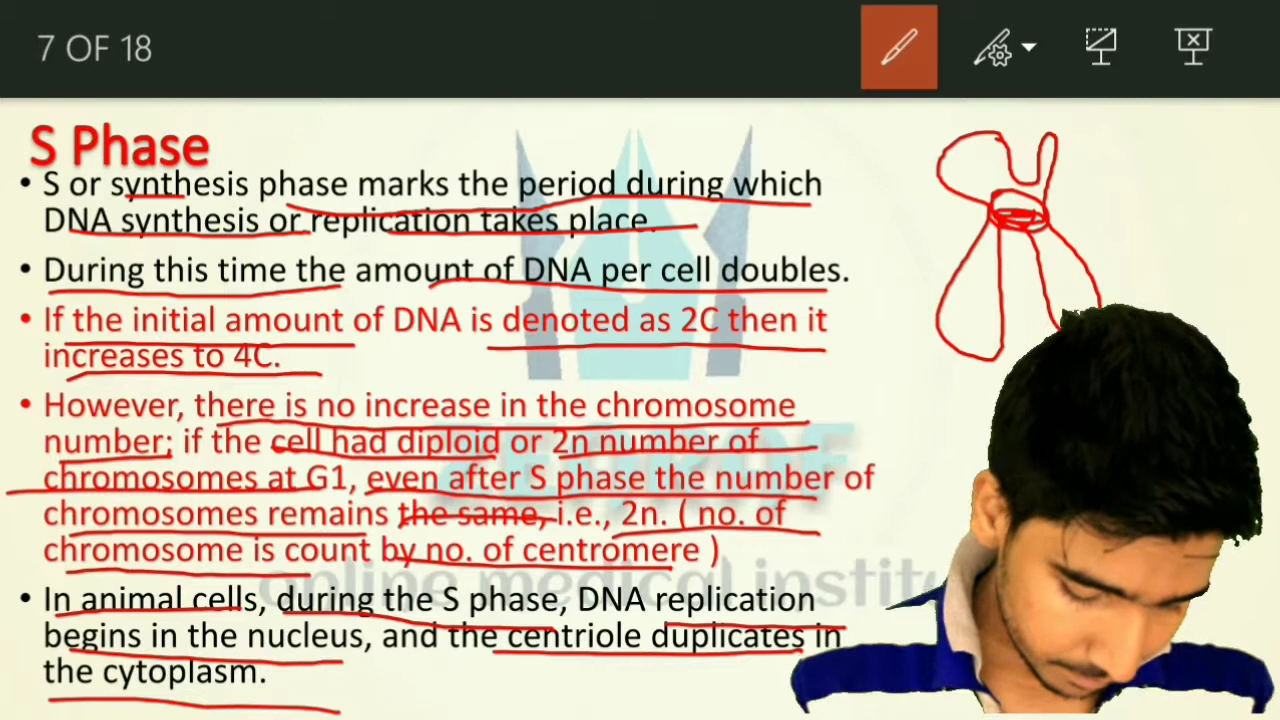 7 OF 18
S Phase
• S or synthesis phase marks the period during which
DNA synthesis or replication takes place.
• During this time the amount of DNA per cell doubles.
• If the initial amount of DNA is denoted as 2C then it
increases to 4C.
• However, there is no increase in the chromosome
number; if the cell had diploid or 2n number of
chromosomes at G1, even after S phase the number of
chromosomes remains the same, i.e., 2n. ( no. of
chromosome is count by no. of centromere )
• In animal cells, during the S phase, DNA replication
begins in the nucleus, and the centriole duplicates in
the cytoplasm.
online medical